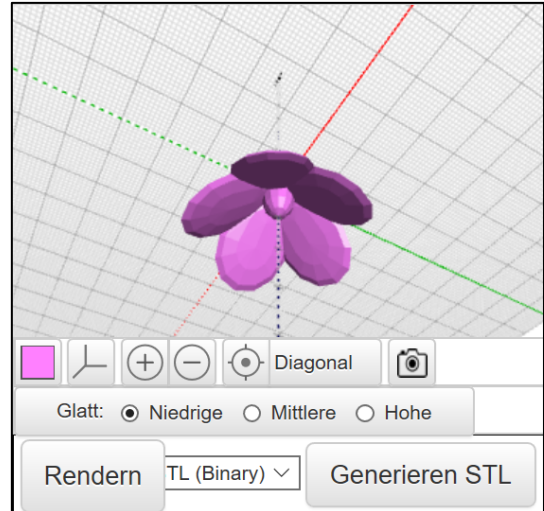 Diagonal
Glatt: Niedrige Mittlere Hohe
Rendern TL (Binary) Generieren STL